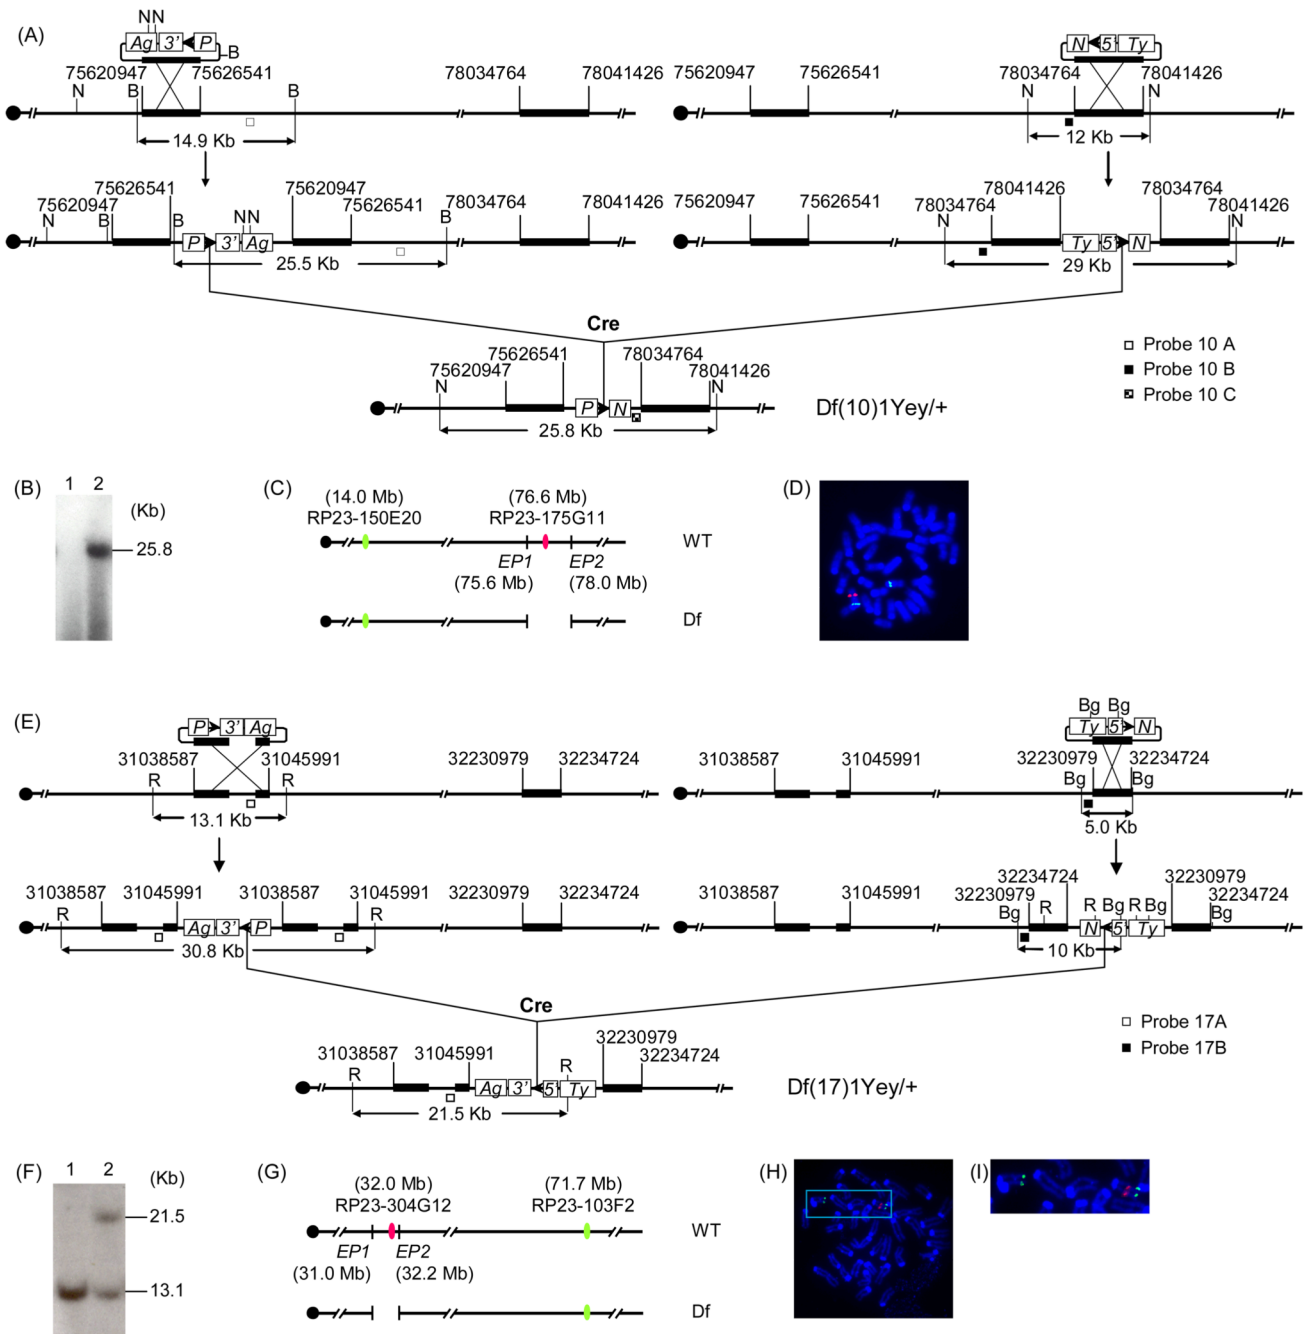 (A)
NN
Ag 3' P
B
75620947 75626541 78034764 78041426
N B B
14.9 Kb
N 5' Ty
75620947 75626541 78034764 78041426
N N
12 Kb
75626541 75620947
75620947 75626541 78034764 78041426
N B B NN B
P 3' Ag
25.5 Kb
75620947 75626541 78041426 78034764
78034764 78041426
N N
Ty 5' N
29 Kb
Cre
75626541 78034764
75620947 78041426
N N
P N
25.8 Kb
Df(10)1Yey/+
Probe 10 A
Probe 10 B
Probe 10 C
(B)
1 2
(Kb)
25.8
(C)
(14.0 Mb) (76.6 Mb)
RP23-150E20 RP23-175G11
WT
EP1 EP2
(75.6 Mb) (78.0 Mb)
Df
(D)
(E)
P 3' Ag
31038587 31045991 32230979 32234724
R R
13.1 Kb
Bg Bg
Ty 5' N
31038587 31045991 32230979 32234724
Bg Bg
5.0 Kb
31038587 31045991 31038587 31045991 32230979 32234724
R R
Ag 3' P
30.8 Kb
31038587 31045991 32234724 32230979
32230979 32234724
Bg R R Bg R Bg Bg
N 5' Ty
10 Kb
Cre
32230979
31038587 31045991 32234724
R R
Ag 3' 5' Ty
21.5 Kb
Df(17)1Yey/+
Probe 17A
Probe 17B
(F)
1 2
(Kb)
21.5
13.1
(G)
(32.0 Mb) (71.7 Mb)
RP23-304G12 RP23-103F2
WT
EP1 EP2
(31.0 Mb) (32.2 Mb)
Df
(H)
(I)